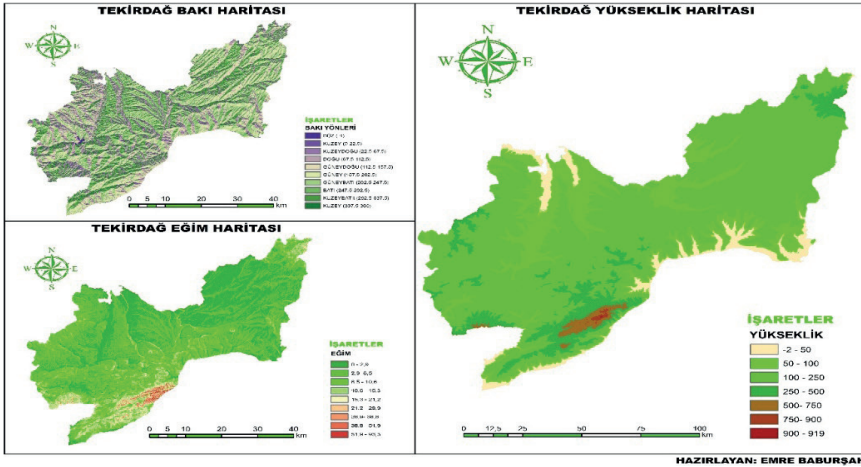 TEKİRDAĞ BAKI HARİTASI
N
W
E
S
İŞARETLER
BAKI YÖNLERİ
DÜZ (-1)
KUZEY (0-22,5)
KUZEYDOĞU (22,5-67,5)
DOĞU (67,5-112,5)
GÜNEYDOĞU (112,5-157,5)
GÜNEY (157,5-202,5)
GÜNEYBATI (202,5-247,5)
BATI (247,5-292,5)
KUZEYBATI (292,5-337,5)
KUZEY (337,5-360)
0 5 10 20 30 40
km
TEKİRDAĞ EĞİM HARİTASI
N
W
E
S
İŞARETLER
EĞİM
0 - 2,9
2,9 - 6,5
6,5 - 10,6
15,3 - 21,2
21,2 - 28,9
0 5 10 20 30 40
km
TEKİRDAĞ YÜKSEKLİK HARİTASI
N
W
E
S
İŞARETLER
YÜKSEKLİK
-2 - 50
50 - 100
100 - 250
250 - 500
500- 750
750 - 900
900 - 919
0 12,5 25 50 75 100
km
HAZIRLAYAN: EMRE BABURŞAH